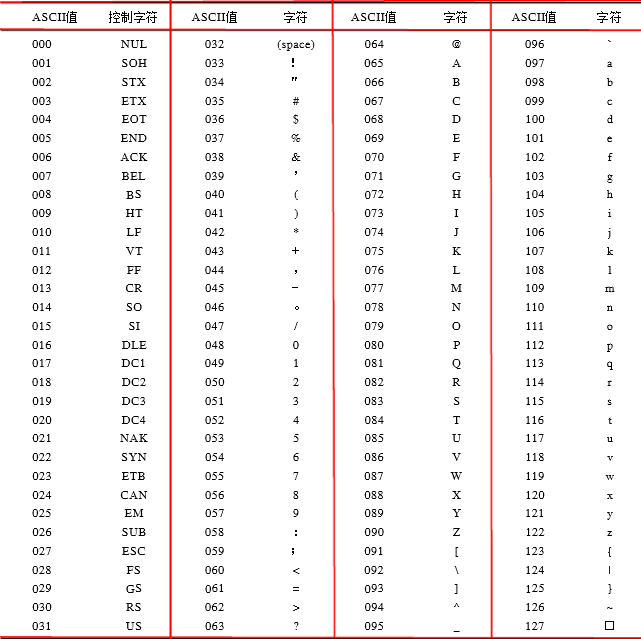 ASCII值 控制字符 ASCII值 字符 ASCII值 字符 ASCII值 字符
000 NUL 032 (space) 064 @ 096 `
001 SOH 033 ! 065 A 097 a
002 STX 034 " 066 B 098 b
003 ETX 035 # 067 C 099 c
004 EOT 036 $ 068 D 100 d
005 END 037 % 069 E 101 e
006 ACK 038 & 070 F 102 f
007 BEL 039 ' 071 G 103 g
008 BS 040 ( 072 H 104 h
009 HT 041 ) 073 I 105 i
010 LF 042 * 074 J 106 j
011 VT 043 + 075 K 107 k
012 FF 044 , 076 L 108 l
013 CR 045 - 077 M 109 m
014 SO 046 。 078 N 110 n
015 SI 047 / 079 O 111 o
016 DLE 048 0 080 P 112 p
017 DC1 049 1 081 Q 113 q
018 DC2 050 2 082 R 114 r
019 DC3 051 3 083 S 115 s
020 DC4 052 4 084 T 116 t
021 NAK 053 5 085 U 117 u
022 SYN 054 6 086 V 118 v
023 ETB 055 7 087 W 119 w
024 CAN 056 8 088 X 120 x
025 EM 057 9 089 Y 121 y
026 SUB 058 : 090 Z 122 z
027 ESC 059 ; 091 [ 123 {
028 FS 060 < 092 \ 124 |
029 GS 061 = 093 ] 125 }
030 RS 062 > 094 ^ 126 ~
031 US 063 ? 095 _ 127 □